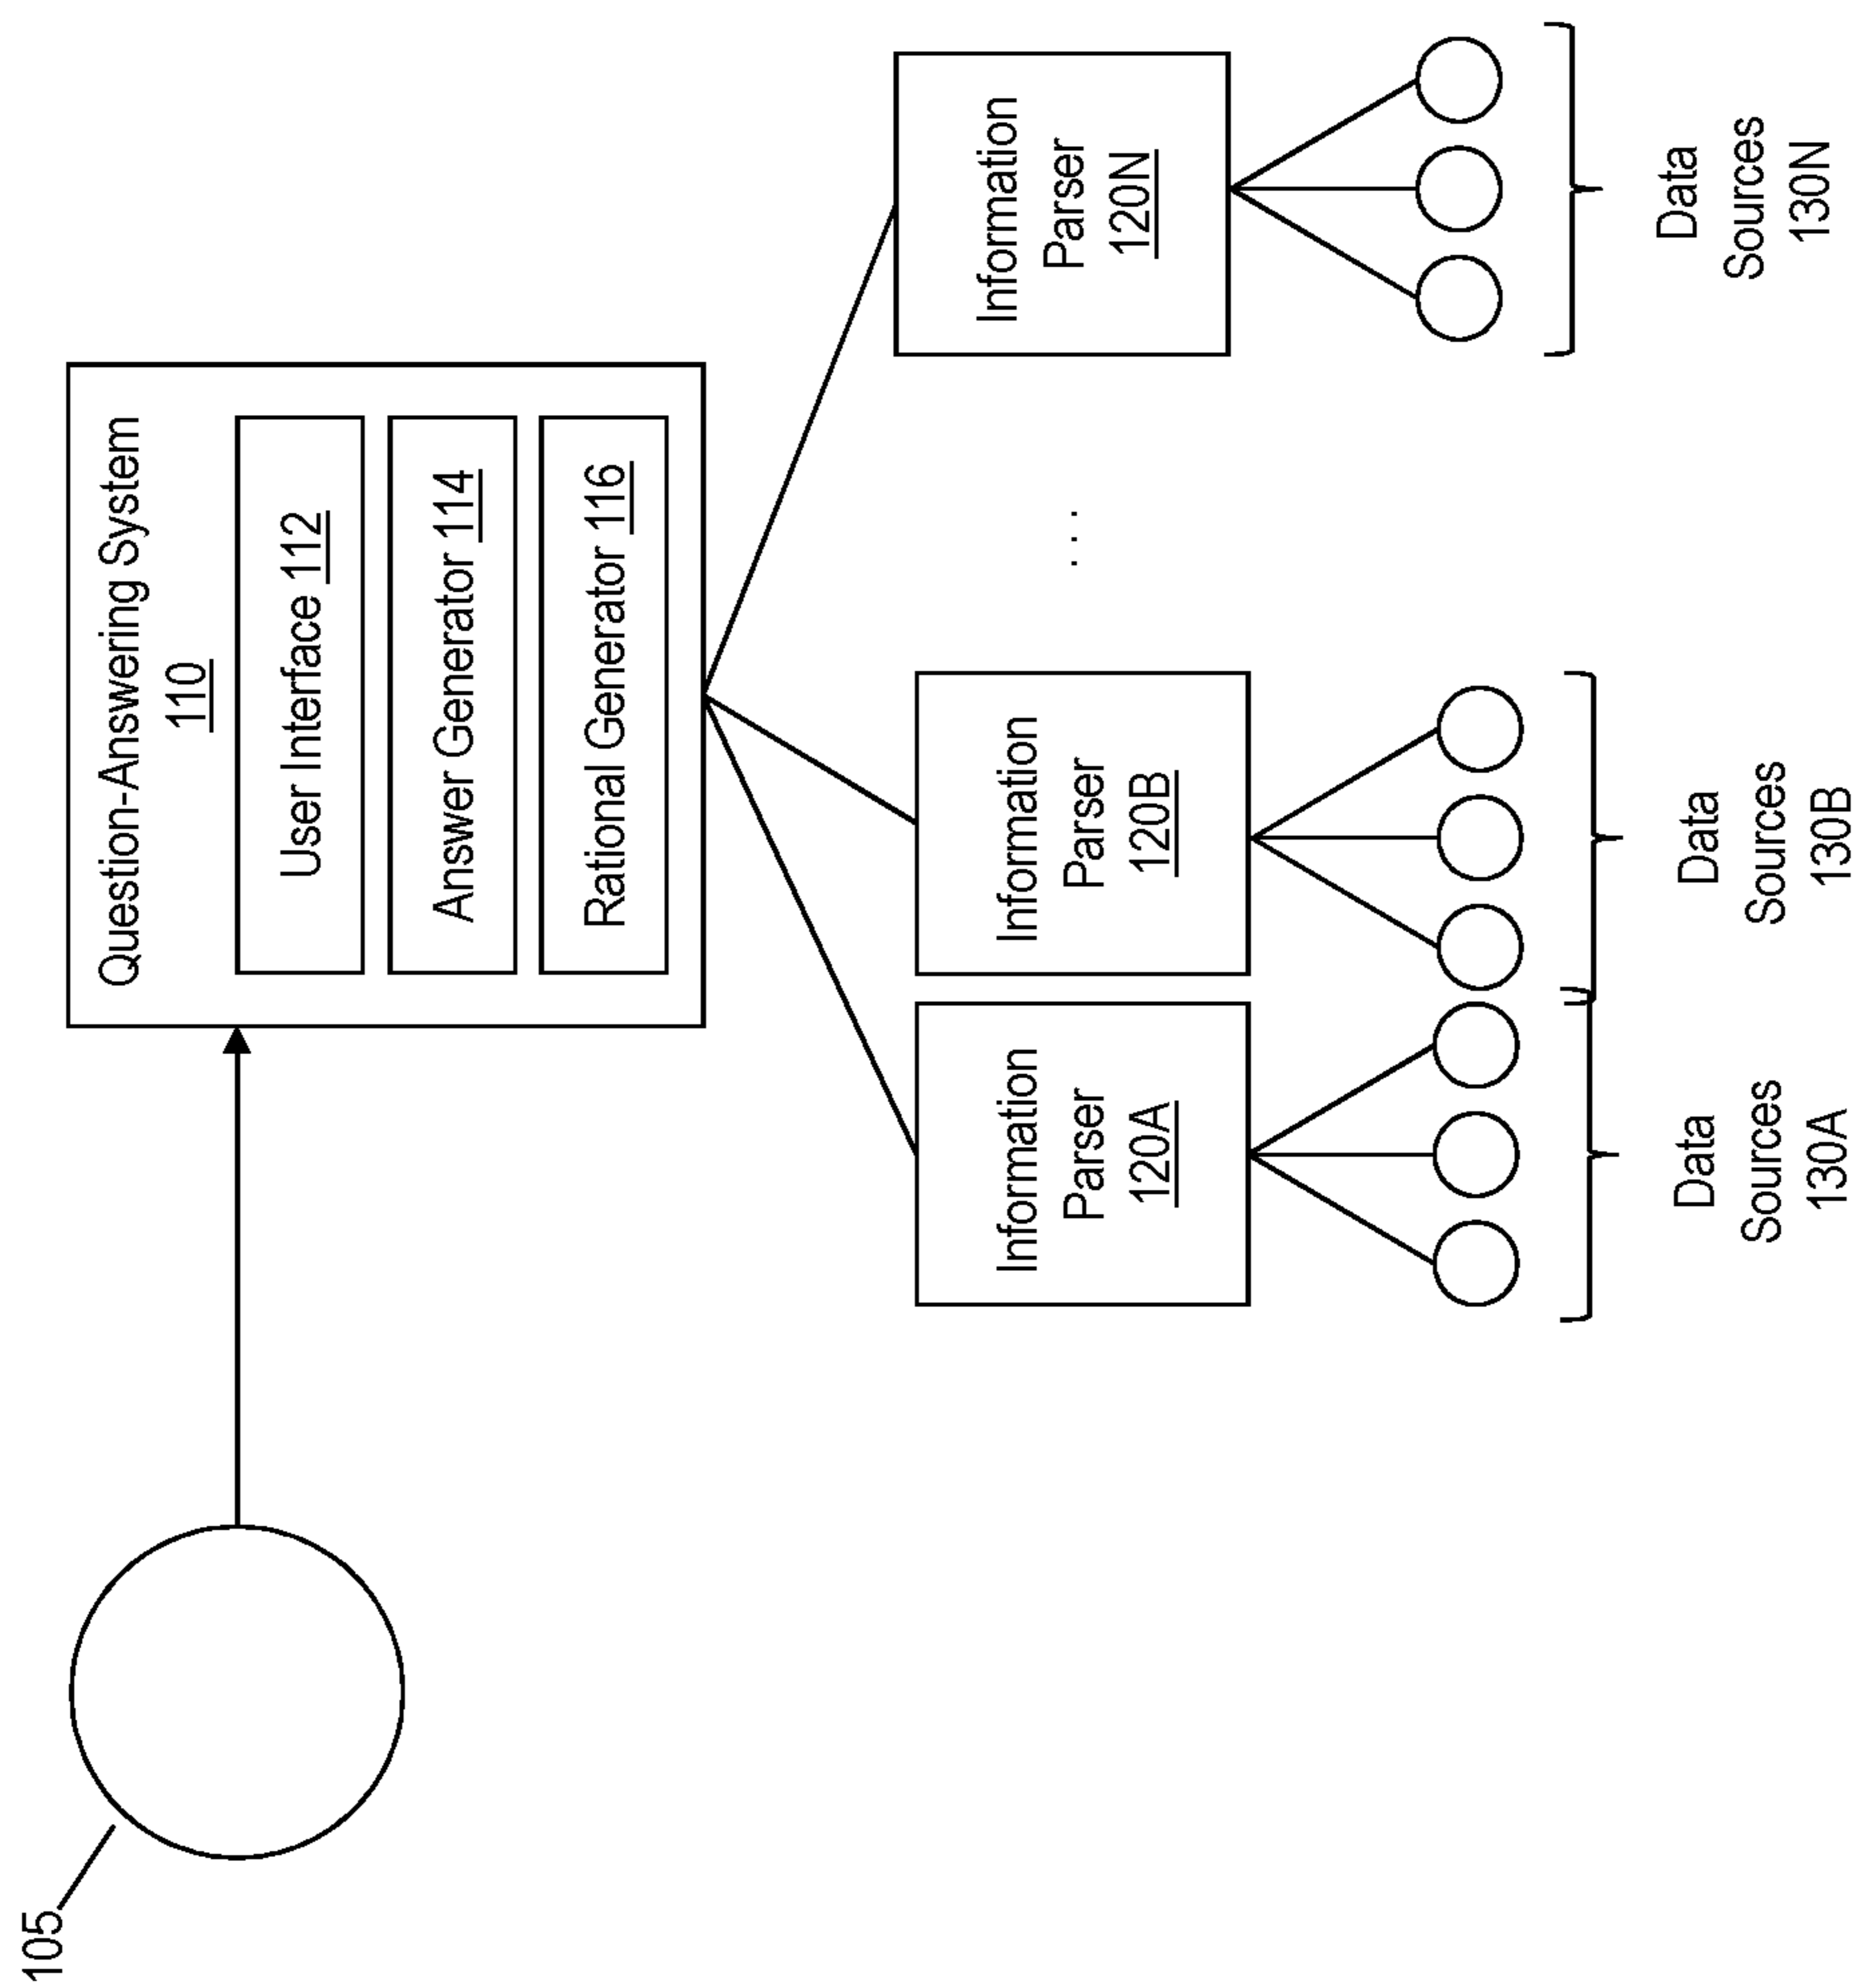 105
Question-Answering System
110
User Interface 112
Answer Generator 114
Rational Generator 116
Information
Parser
120A
Information
Parser
120B
. . .
Information
Parser
120N
Data
Sources
130A
Data
Sources
130B
Data
Sources
130N